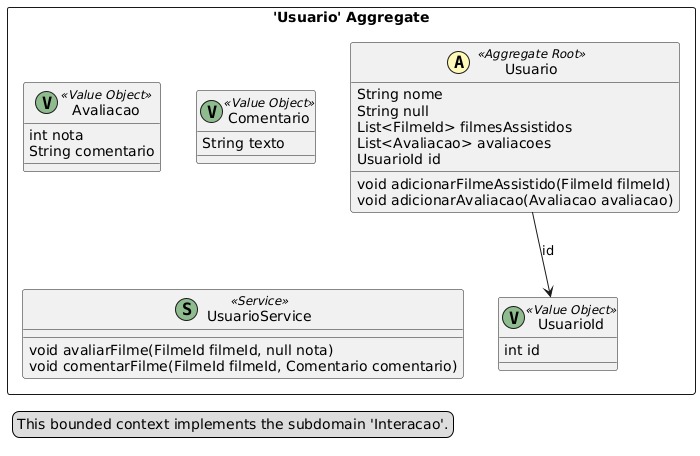 'Usuario' Aggregate
V
«Value Object»
Avaliacao
int nota
String comentario
V
«Value Object»
Comentario
String texto
A
«Aggregate Root»
Usuario
String nome
String null
List<FilmeId> filmesAssistidos
List<Avaliacao> avaliacoes
UsuarioId id
void adicionarFilmeAssistido(FilmeId filmeId)
void adicionarAvaliacao(Avaliacao avaliacao)
id
S
«Service»
UsuarioService
void avaliarFilme(FilmeId filmeId, null nota)
void comentarFilme(FilmeId filmeId, Comentario comentario)
V
«Value Object»
UsuarioId
int id
This bounded context implements the subdomain 'Interacao'.